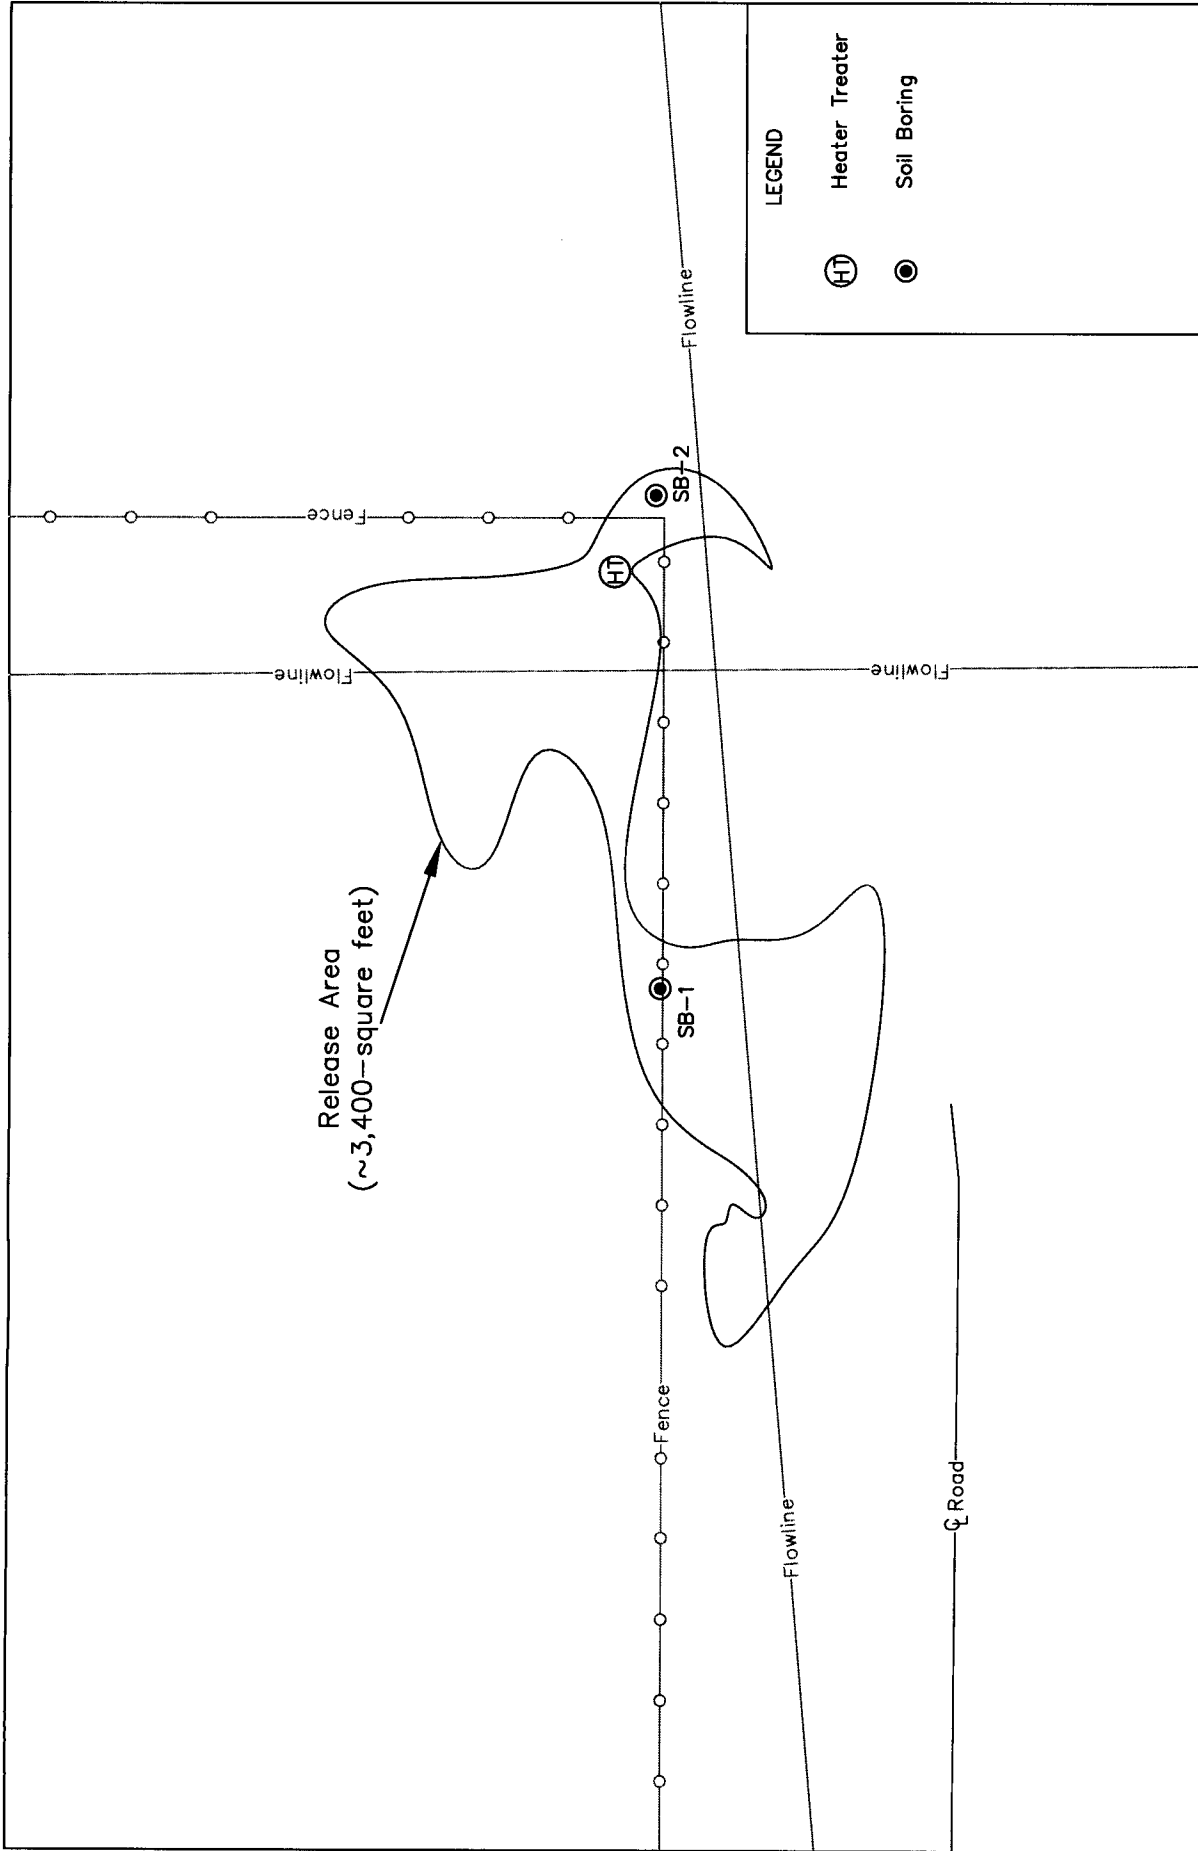 Release Area
(~3,400-square feet)
Fence
Flowline
HT
SB-2
SB-1
Fence
Flowline
Flowline
Flowline
℄ Road
LEGEND
HT Heater Treater
Soil Boring